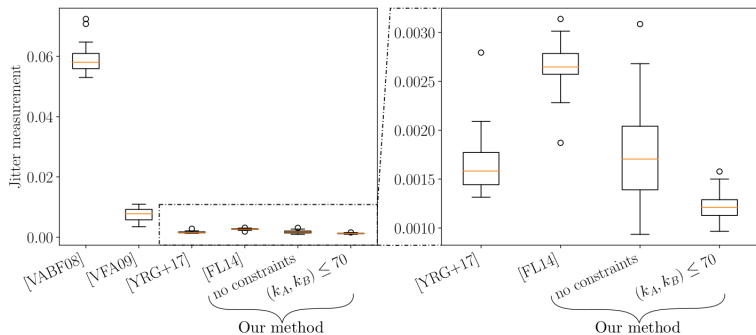 Jitter measurement
0.06
0.04
0.02
0.00
[VABF08]
[VFA09]
[YRG+17]
[FL14]
no constraints
(k_A, k_B) ≤ 70
Our method
0.0030
0.0025
0.0020
0.0015
0.0010
[YRG+17]
[FL14]
no constraints
(k_A, k_B) ≤ 70
Our method